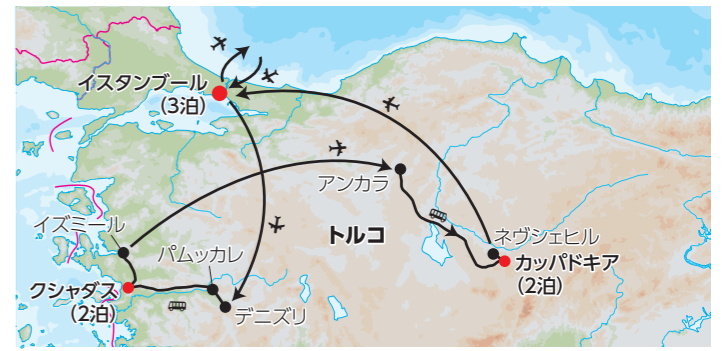 イスタンブール
(3泊)
アンカラ
トルコ
イズミール
パムッカレ
ネヴシェヒル
カッパドキア
(2泊)
クシャダス
(2泊)
デニズリ